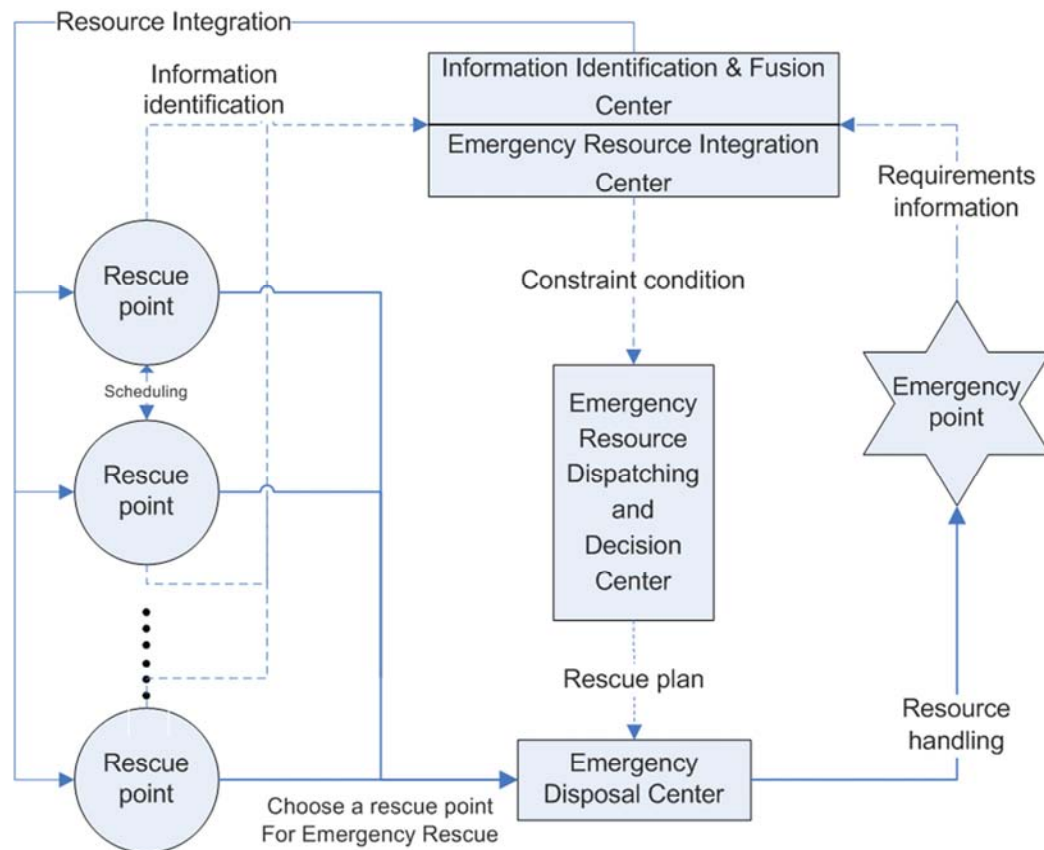 Resource Integration
Information
identification
Information Identification & Fusion
Center
Emergency Resource Integration
Center
Requirements
information
Rescue
point
Scheduling
Rescue
point
Rescue
point
Constraint condition
Emergency
Resource
Dispatching
and
Decision
Center
Emergency
point
Rescue plan
Emergency
Disposal Center
Resource
handling
Choose a rescue point
For Emergency Rescue